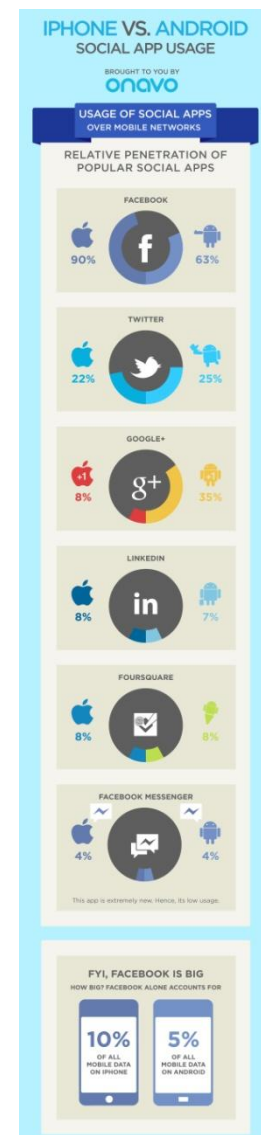 IPHONE VS. ANDROID
SOCIAL APP USAGE
BROUGHT TO YOU BY
onavo
USAGE OF SOCIAL APPS
OVER MOBILE NETWORKS
RELATIVE PENETRATION OF
POPULAR SOCIAL APPS
FACEBOOK
f
90% 63%
TWITTER
22% 25%
GOOGLE+
+1 g+ +1
8% 35%
LINKEDIN
in
8% 7%
FOURSQUARE
8% 8%
FACEBOOK MESSENGER
4% 4%
This app is extremely new. Hence, its low usage.
FYI, FACEBOOK IS BIG
HOW BIG? FACEBOOK ALONE ACCOUNTS FOR
10% 5%
OF ALL OF ALL
MOBILE DATA MOBILE DATA
ON IPHONE ON ANDROID